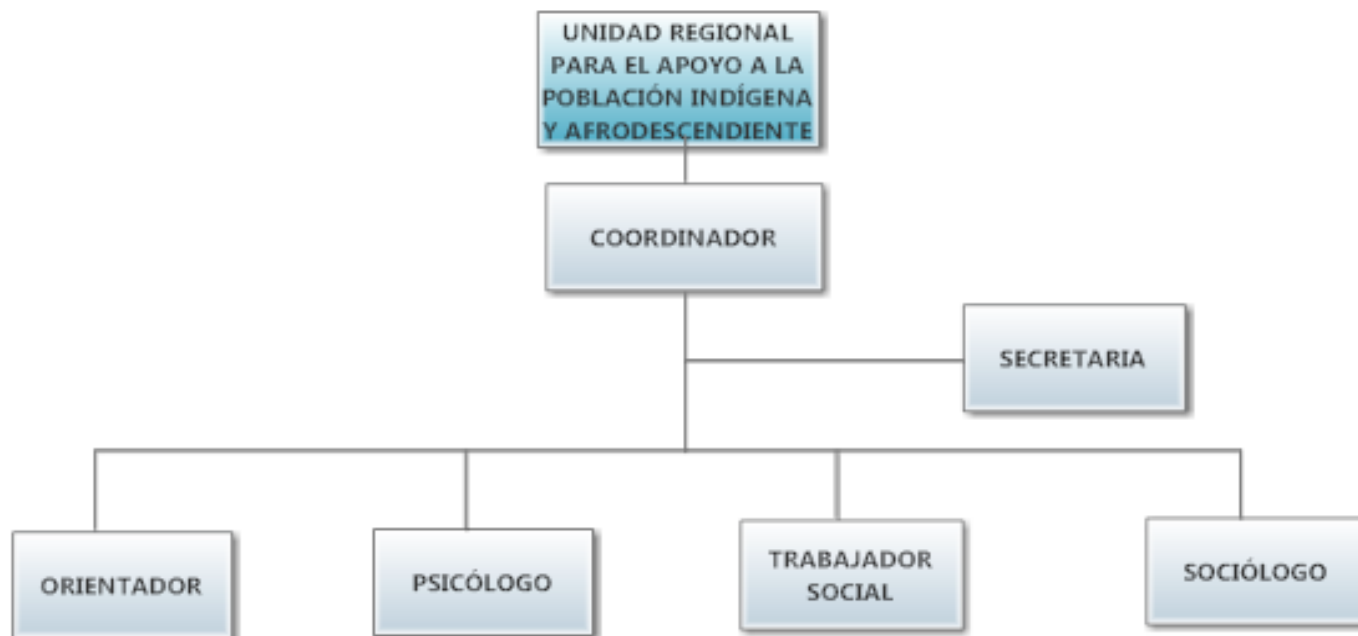 UNIDAD REGIONAL
PARA EL APOYO A LA
POBLACIÓN INDÍGENA
Y AFRODESCENDIENTE
COORDINADOR
SECRETARIA
ORIENTADOR
PSICÓLOGO
TRABAJADOR
SOCIAL
SOCIÓLOGO